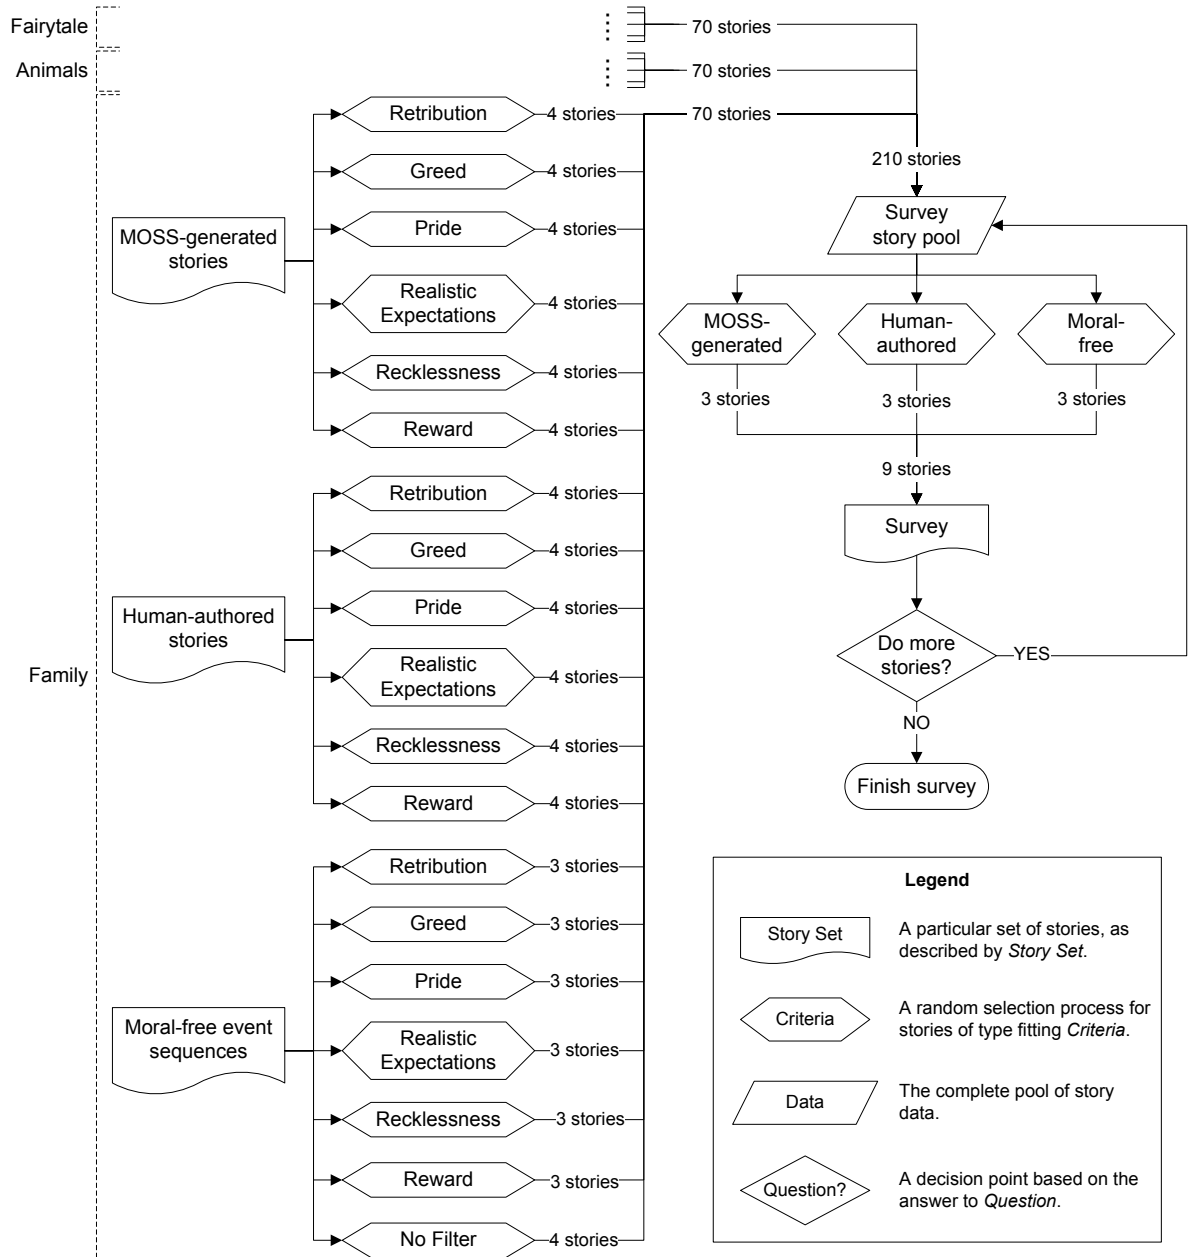 Fairytale
70 stories
Animals
70 stories
Family
MOSS-generated
stories
Retribution
4 stories
Greed
4 stories
Pride
4 stories
Realistic
Expectations
4 stories
Recklessness
4 stories
Reward
4 stories
Human-authored
stories
Retribution
4 stories
Greed
4 stories
Pride
4 stories
Realistic
Expectations
4 stories
Recklessness
4 stories
Reward
4 stories
Moral-free event
sequences
Retribution
3 stories
Greed
3 stories
Pride
3 stories
Realistic
Expectations
3 stories
Recklessness
3 stories
Reward
3 stories
No Filter
4 stories
70 stories
210 stories
Survey
story pool
MOSS-
generated
Human-
authored
Moral-
free
3 stories
3 stories
3 stories
9 stories
Survey
Do more
stories?
YES
NO
Finish survey
Legend
Story Set
A particular set of stories, as
described by Story Set.
Criteria
A random selection process for
stories of type fitting Criteria.
Data
The complete pool of story
data.
Question?
A decision point based on the
answer to Question.